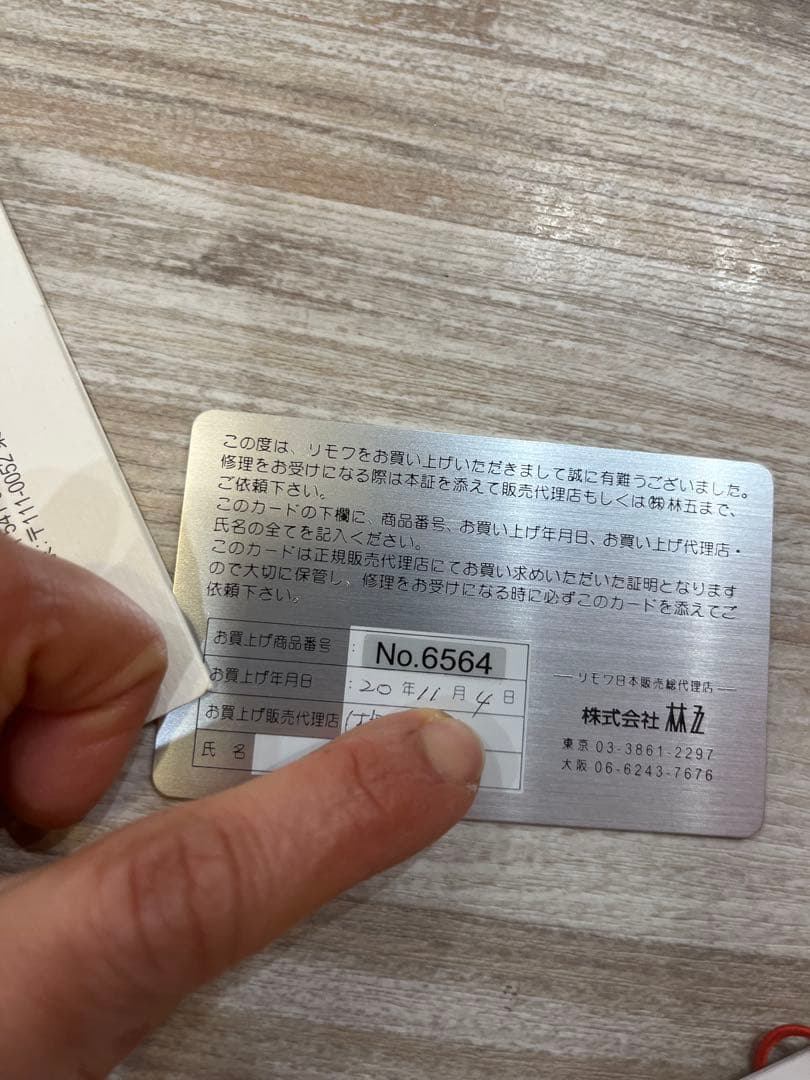 この度は、リモワをお買い上げいただきまして誠に有難うございました。
修理をお受けになる際は本証を添えて販売代理店もしくは㈱林五まで、
ご依頼下さい。
このカードの下欄に、商品番号、お買い上げ年月日、お買い上げ代理店・
氏名の全てを記入ください。
このカードは正規販売代理店にてお買い求めいただいた証明となります
ので大切に保管し、修理をお受けになる時に必ずこのカードを添えてご
依頼下さい。
お買上げ商品番号 : No.6564
お買上げ年月日 : 20年11月4日
お買上げ販売代理店
氏名
リモワ日本販売総代理店
株式会社 林五
東京 03-3861-2297
大阪 06-6243-7676
〒111-0052